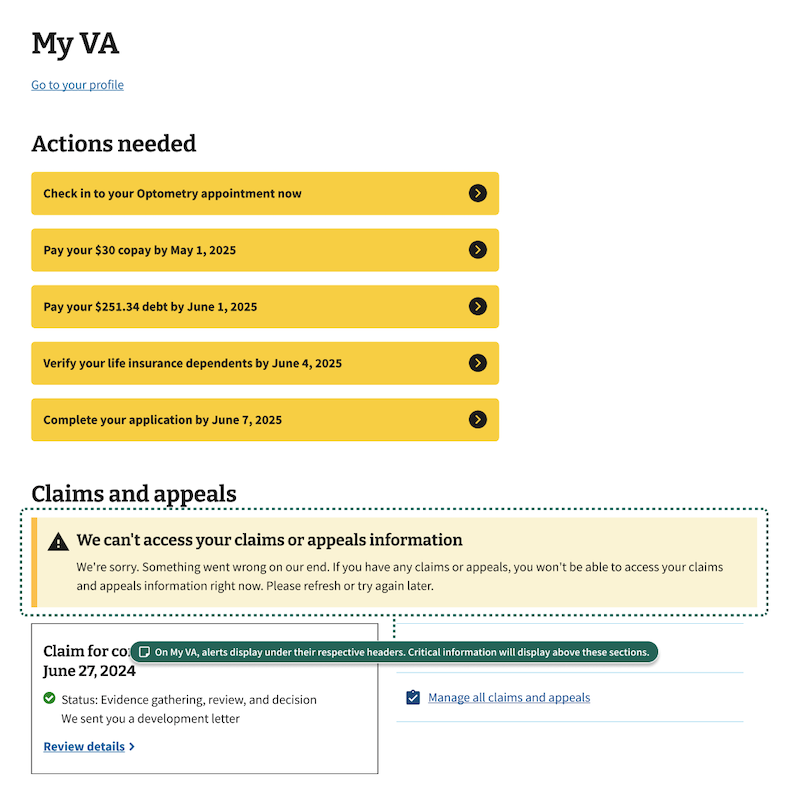 My VA
Go to your profile
Actions needed
Check in to your Optometry appointment now
Pay your $30 copay by May 1, 2025
Pay your $251.34 debt by June 1, 2025
Verify your life insurance dependents by June 4, 2025
Complete your application by June 7, 2025
Claims and appeals
We can't access your claims or appeals information
We're sorry. Something went wrong on our end. If you have any claims or appeals, you won't be able to access your claims
and appeals information right now. Please refresh or try again later.
Claim for
On My VA, alerts display under their respective headers. Critical information will display above these sections.
June 27, 2024
Status: Evidence gathering, review, and decision
We sent you a development letter
Review details
Manage all claims and appeals